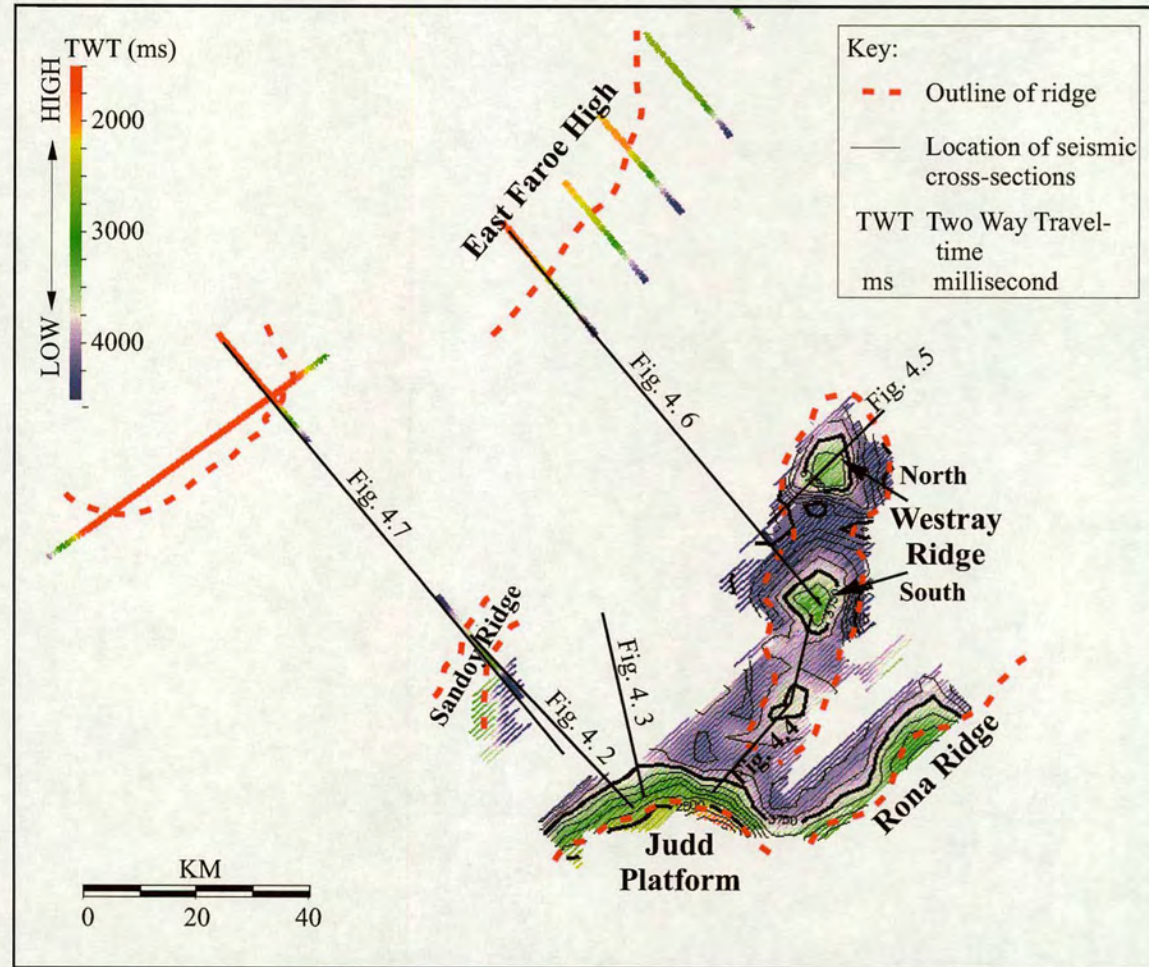 TWT (ms)
HIGH
LOW
2000
3000
4000
Key:
Outline of ridge
Location of seismic
cross-sections
TWT Two Way Travel-
time
ms millisecond
East Faroe High
Fig. 4.6
Fig. 4.5
Fig. 4.7
North
Westray
Ridge
South
Sandoy Ridge
Fig. 4.3
Fig. 4.2
Fig. 4.4
Rona Ridge
3750
Judd
Platform
KM
0 20 40